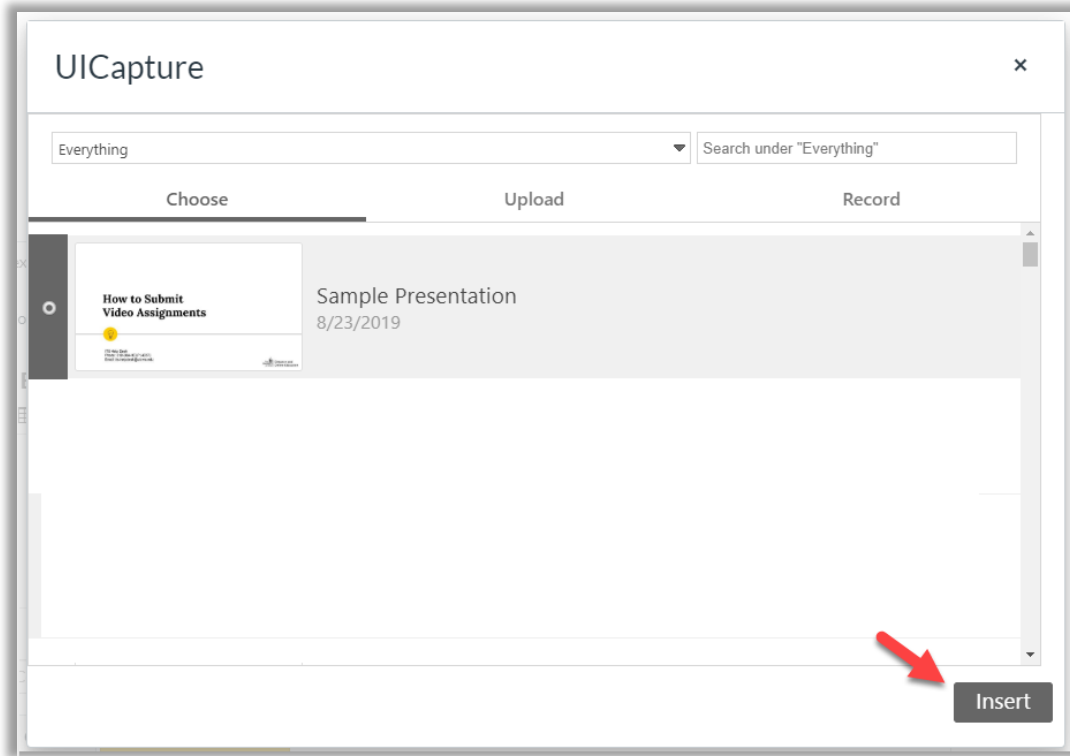 UICapture
×
Everything
Search under "Everything"
Choose
Upload
Record
How to Submit
Video Assignments
Sample Presentation
8/23/2019
Insert